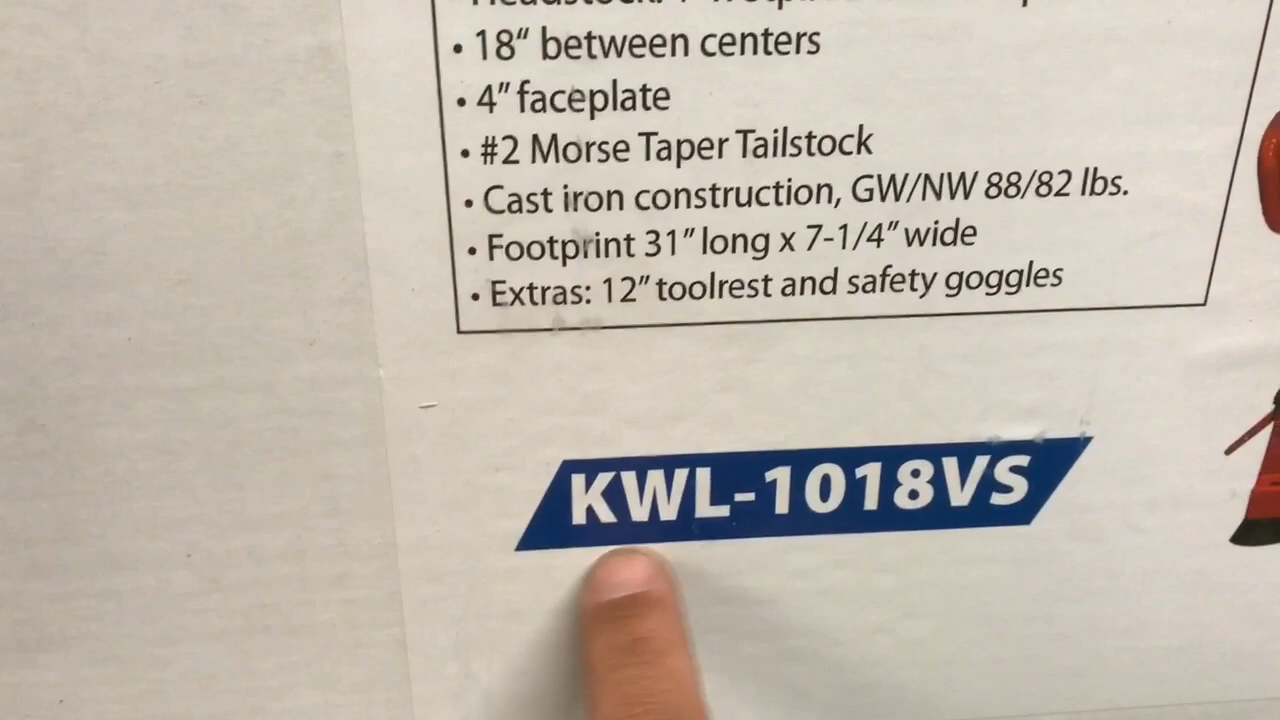 • 18" between centers
• 4" faceplate
• #2 Morse Taper Tailstock
• Cast iron construction, GW/NW 88/82 lbs.
• Footprint 31" long x 7-1/4" wide
• Extras: 12" toolrest and safety goggles
KWL-1018VS